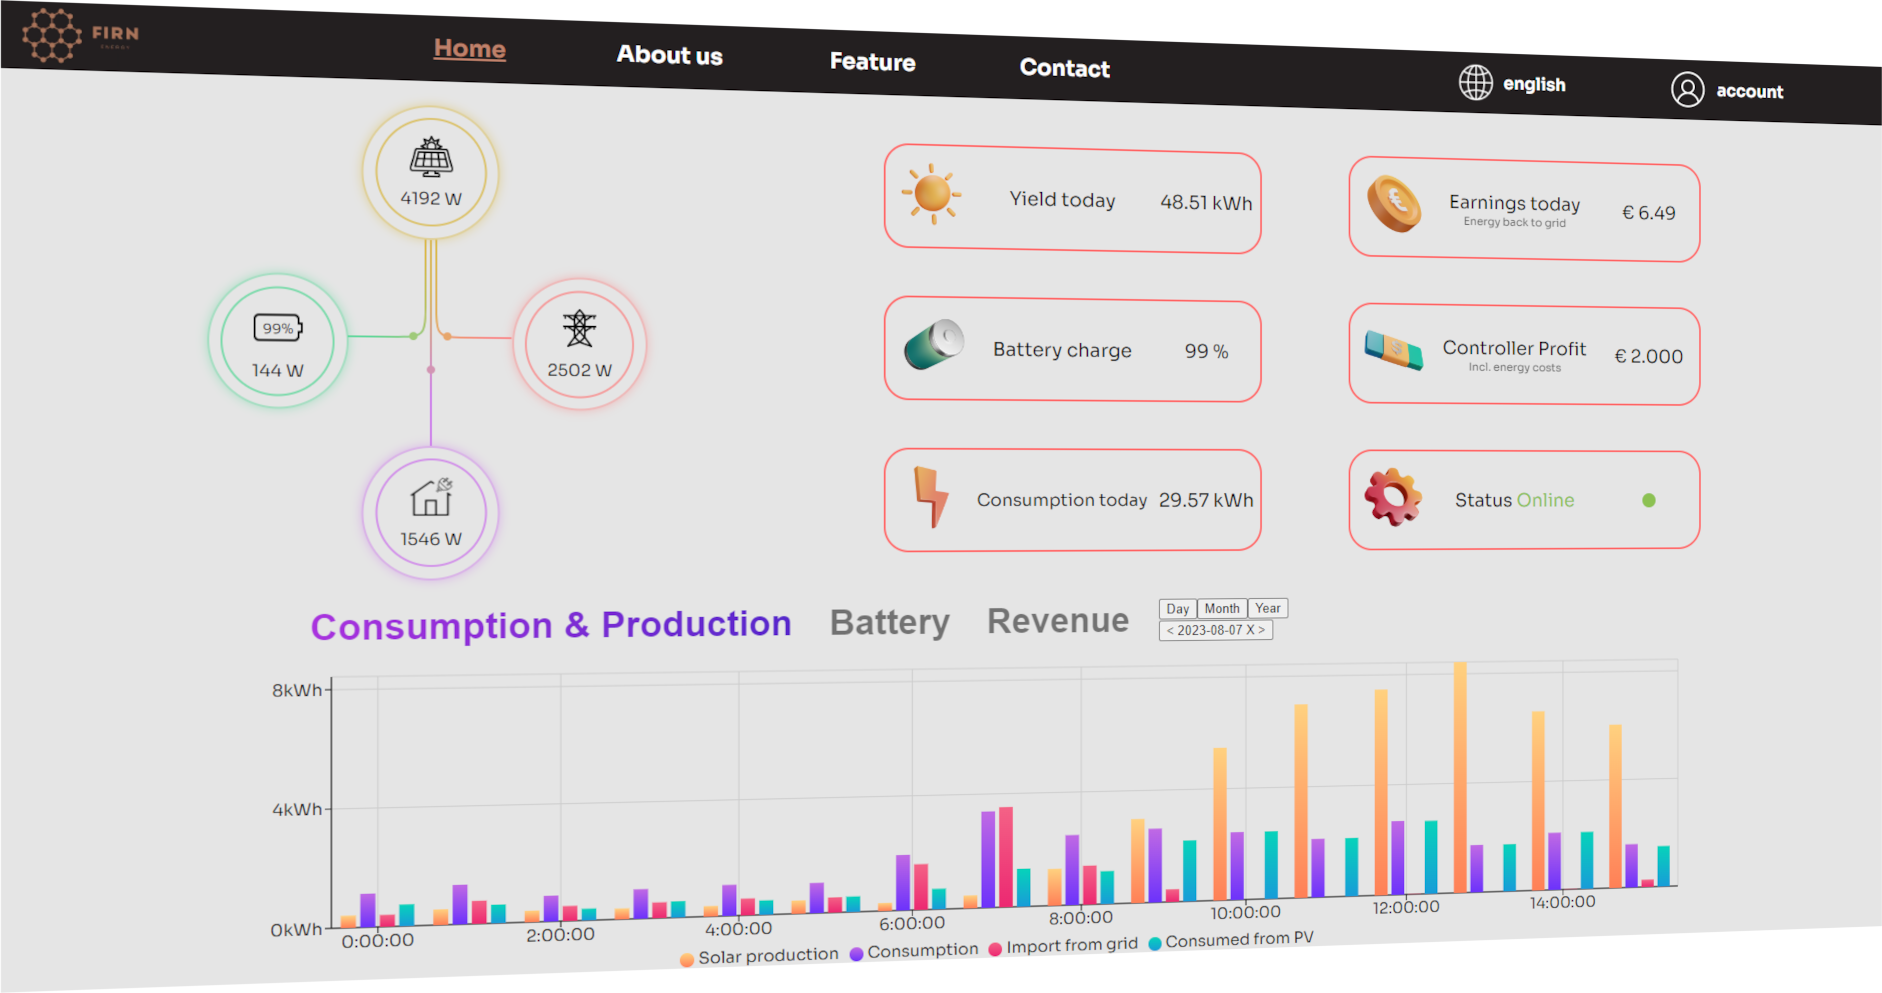 FIRN
ENERGY
Home
About us
Feature
Contact
english
account
4192 W
99%
144 W
2502 W
1546 W
Yield today 48.51 kWh
Earnings today € 6.49
Energy back to grid
Battery charge 99 %
Controller Profit € 2.000
Incl. energy costs
Consumption today 29.57 kWh
Status Online
Consumption & Production
Battery
Revenue
Day Month Year
< 2023-08-07 X >
8kWh
4kWh
0kWh
0:00:00 2:00:00 4:00:00 6:00:00 8:00:00 10:00:00 12:00:00 14:00:00
Solar production Consumption Import from grid Consumed from PV